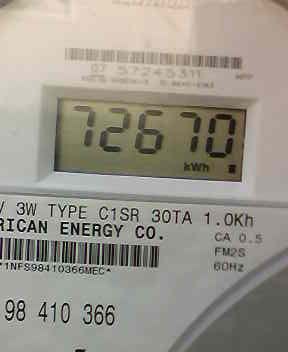 07 57245311
72670
kWh
V 3W TYPE C1SR 30TA 1.0Kh
RICAN ENERGY CO.
CA 0.5
FM2S
60Hz
*1NFS98410366MEC*
98 410 366